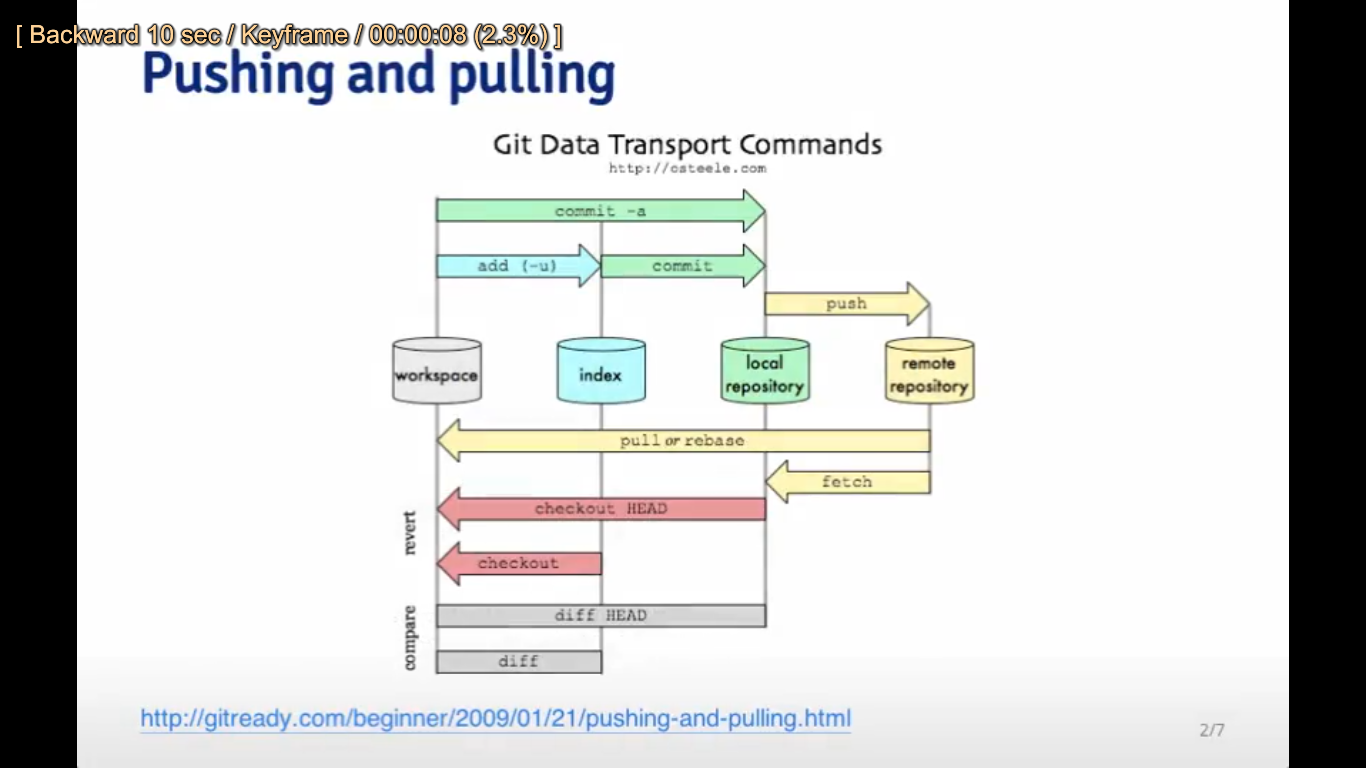 [ Backward 10 sec / Keyframe / 00:00:08 (2.3%) ]
Pushing and pulling
Git Data Transport Commands
http://osteele.com
commit -a
add (-u)
commit
push
workspace
index
local
repository
remote
repository
pull or rebase
fetch
revert
checkout HEAD
checkout
compare
diff HEAD
diff
http://gitready.com/beginner/2009/01/21/pushing-and-pulling.html
2/7